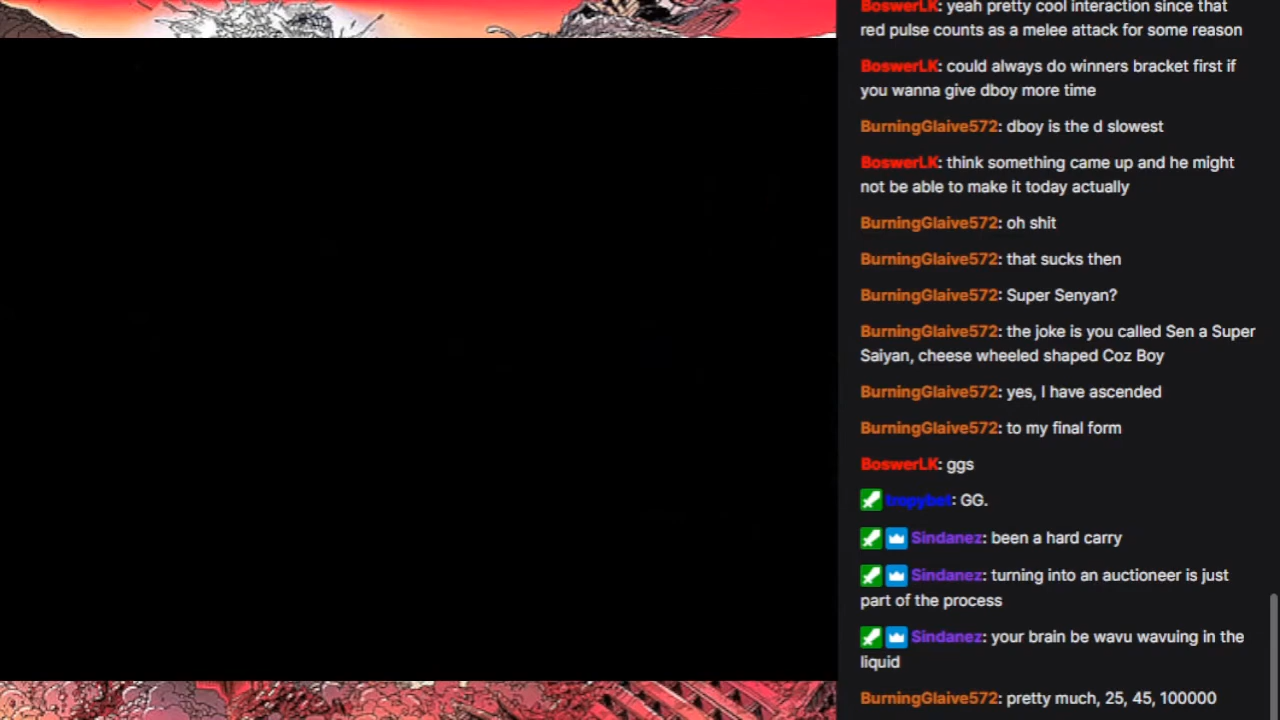 BoswerLK: yeah pretty cool interaction since that
red pulse counts as a melee attack for some reason
BoswerLK: could always do winners bracket first if
you wanna give dboy more time
BurningGlaive572: dboy is the d slowest
BoswerLK: think something came up and he might
not be able to make it today actually
BurningGlaive572: oh shit
BurningGlaive572: that sucks then
BurningGlaive572: Super Senyan?
BurningGlaive572: the joke is you called Sen a Super
Saiyan, cheese wheeled shaped Coz Boy
BurningGlaive572: yes, I have ascended
BurningGlaive572: to my final form
BoswerLK: ggs
tropybot: GG.
Sindanez: been a hard carry
Sindanez: turning into an auctioneer is just
part of the process
Sindanez: your brain be wavu wavuing in the
liquid
BurningGlaive572: pretty much, 25, 45, 100000